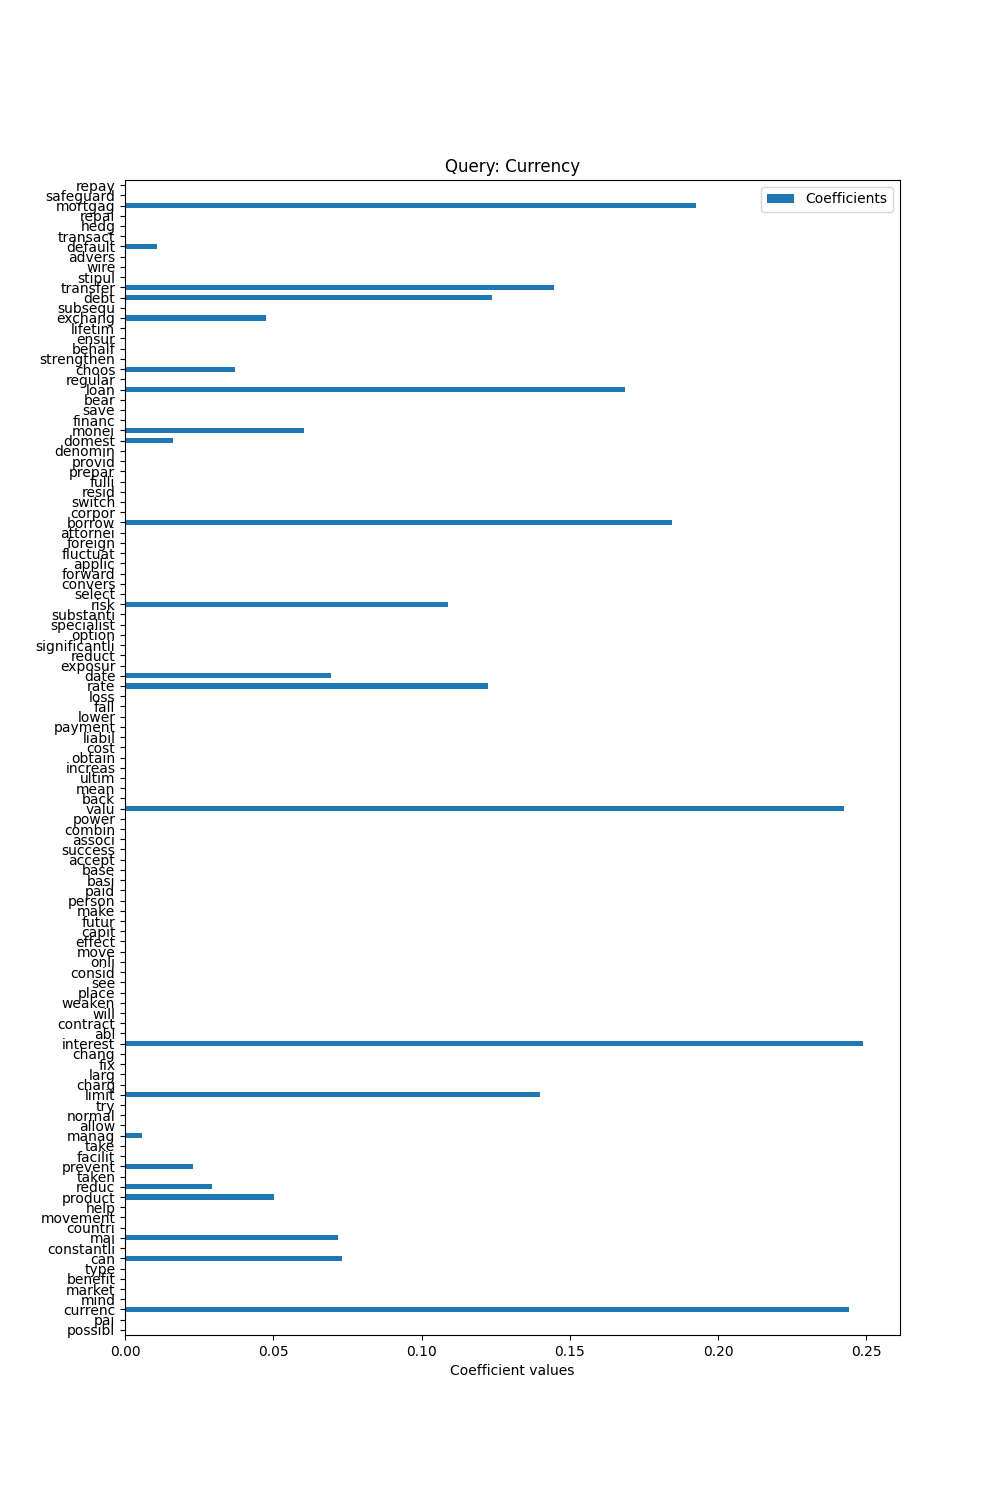 Query: Currency
Coefficients
repay
safeguard
mortgag
repai
hedg
transact
default
advers
wire
stipul
transfer
debt
subsequ
exchang
lifetim
ensur
behalf
strengthen
choos
regular
loan
bear
save
financ
monei
domest
denomin
provid
prepar
fulli
resid
switch
corpor
borrow
attornei
foreign
fluctuat
applic
forward
convers
select
risk
substanti
specialist
option
significantli
reduct
exposur
date
rate
loss
fall
lower
payment
liabil
cost
obtain
increas
ultim
mean
back
valu
power
combin
associ
success
accept
base
basi
paid
person
make
futur
capit
effect
move
onli
consid
see
place
weaken
will
contract
abl
interest
chang
fix
larg
charg
limit
try
normal
allow
manag
take
facilit
prevent
taken
reduc
product
help
movement
countri
mai
constantli
can
type
benefit
market
mind
currenc
pai
possibl
0.00 0.05 0.10 0.15 0.20 0.25
Coefficient values